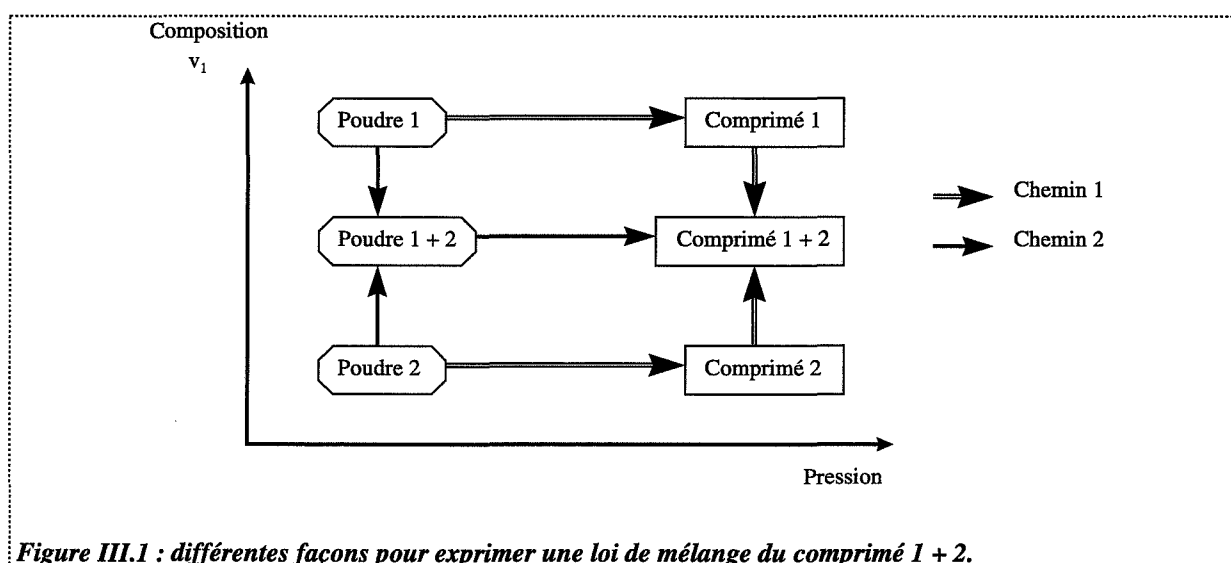 Composition
v₁
Poudre 1
Comprimé 1
Chemin 1
Poudre 1 + 2
Comprimé 1 + 2
Chemin 2
Poudre 2
Comprimé 2
Pression
Figure III.1 : différentes façons pour exprimer une loi de mélange du comprimé 1 + 2.